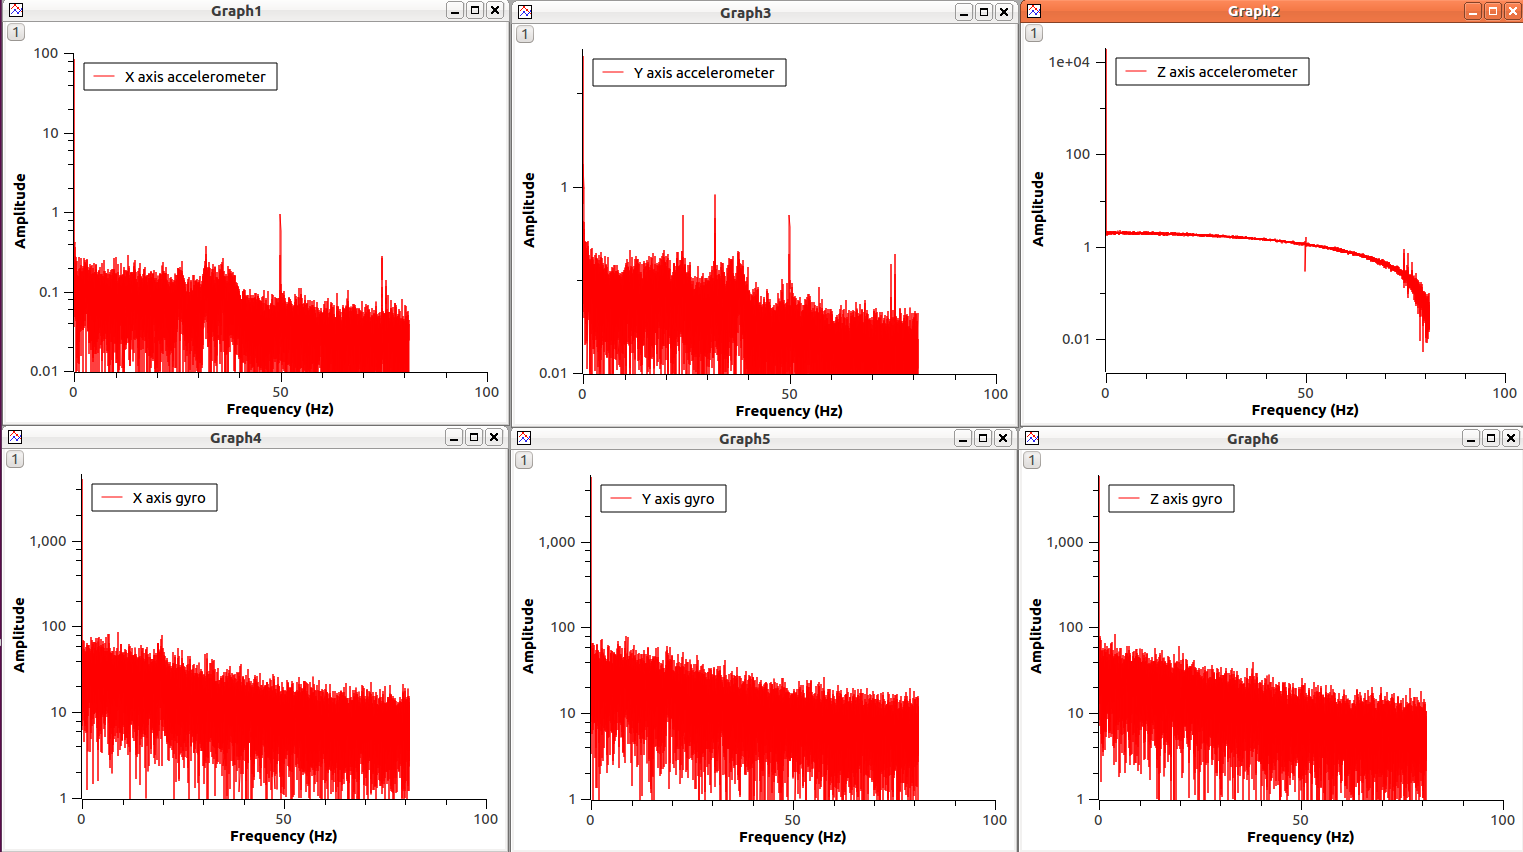 Graph1
1
X axis accelerometer
100
10
1
0.1
0.01
Amplitude
0
50
100
Frequency (Hz)
Graph3
1
Y axis accelerometer
1
0.01
Amplitude
0
50
100
Frequency (Hz)
Graph2
1
Z axis accelerometer
1e+04
100
1
0.01
Amplitude
0
50
100
Frequency (Hz)
Graph4
1
X axis gyro
1,000
100
10
1
Amplitude
0
50
100
Frequency (Hz)
Graph5
1
Y axis gyro
1,000
100
10
1
Amplitude
0
50
100
Frequency (Hz)
Graph6
1
Z axis gyro
1,000
100
10
1
Amplitude
0
50
100
Frequency (Hz)